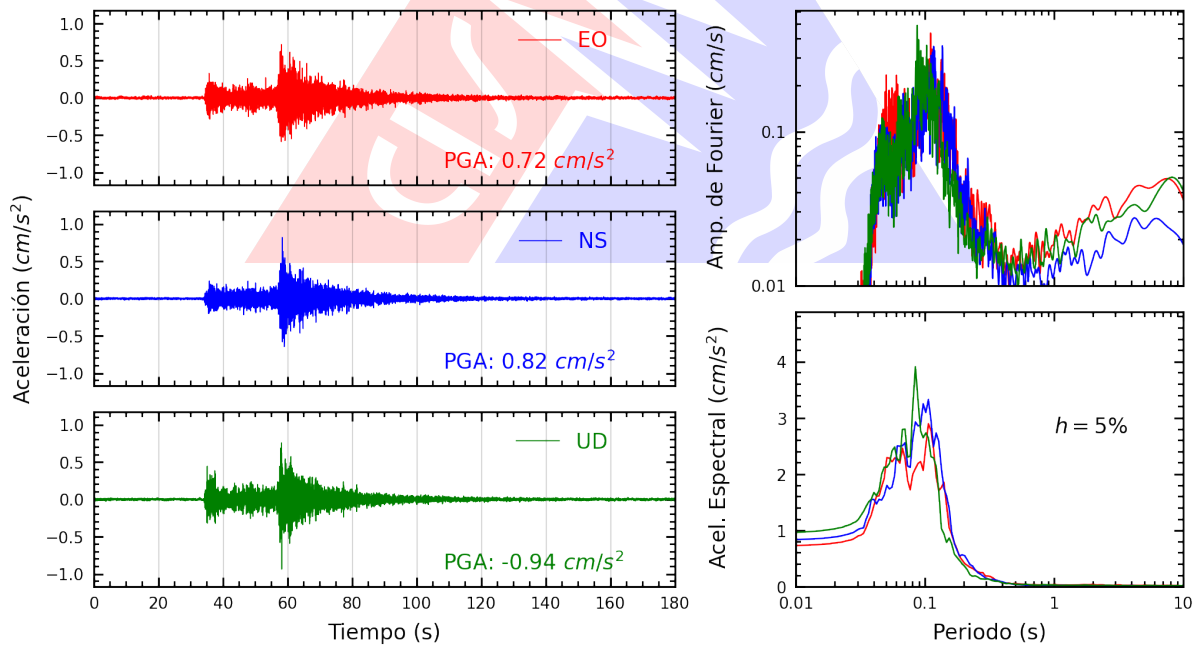 Aceleración (cm/s²)
1.0
0.5
0.0
−0.5
−1.0
EO
PGA: 0.72 cm/s²
1.0
0.5
0.0
−0.5
−1.0
NS
PGA: 0.82 cm/s²
1.0
0.5
0.0
−0.5
−1.0
UD
PGA: -0.94 cm/s²
0 20 40 60 80 100 120 140 160 180
Tiempo (s)
Amp. de Fourier (cm/s)
0.1
0.01
Acel. Espectral (cm/s²)
4
3
2
1
0
h = 5%
0.01 0.1 1 10
Periodo (s)